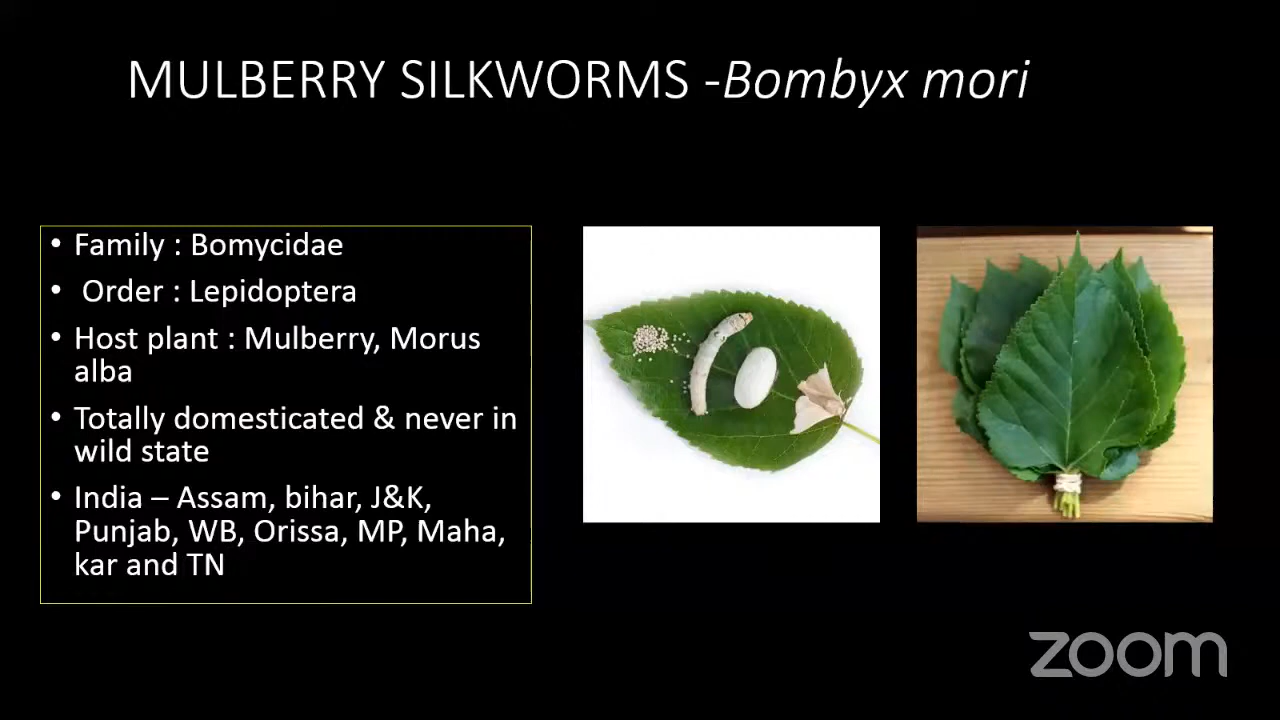 MULBERRY SILKWORMS -Bombyx mori
• Family : Bomycidae
• Order : Lepidoptera
• Host plant : Mulberry, Morus
alba
• Totally domesticated & never in
wild state
• India – Assam, bihar, J&K,
Punjab, WB, Orissa, MP, Maha,
kar and TN
zoom